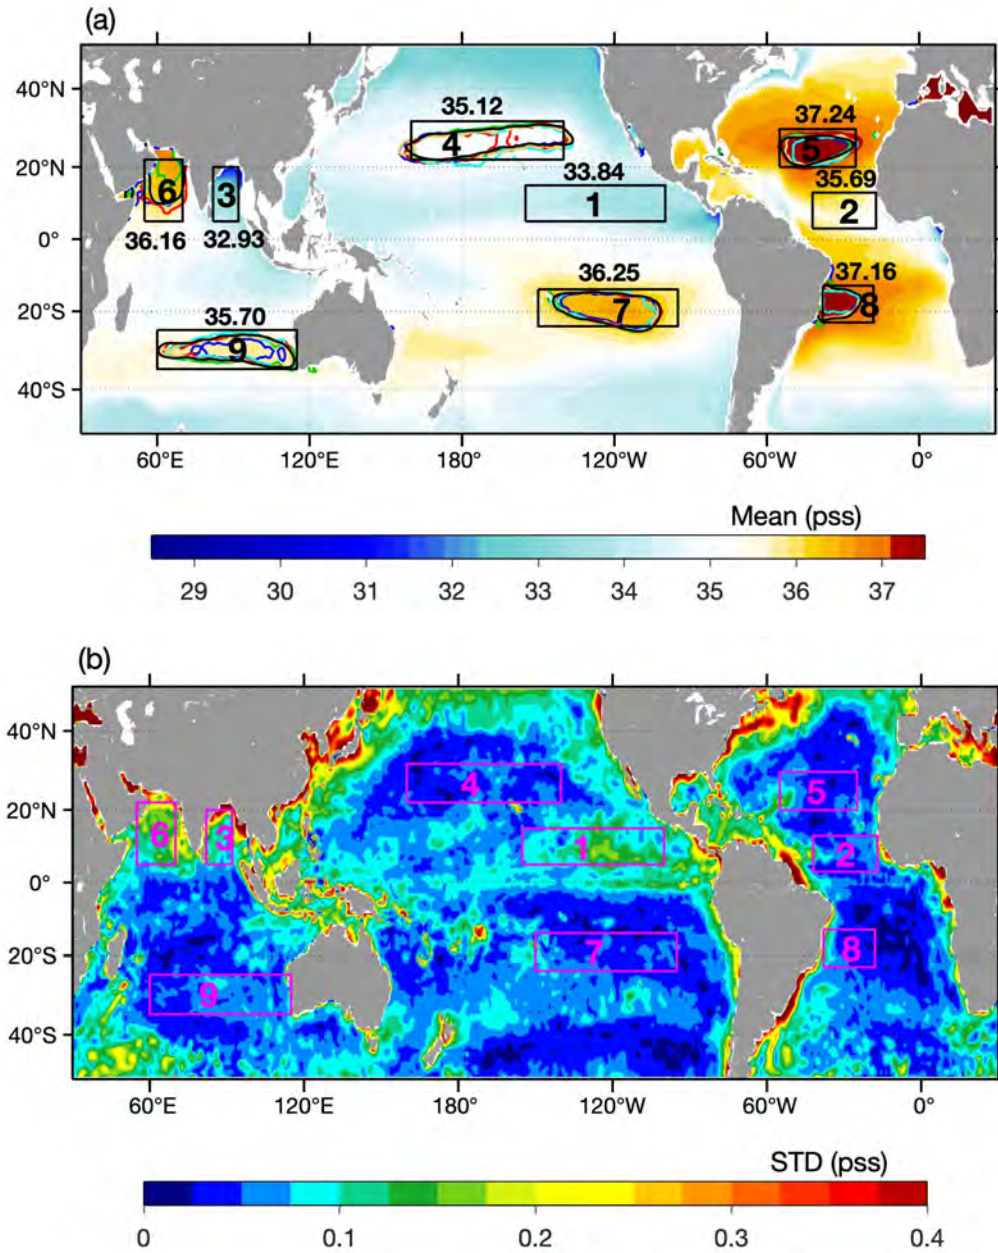 (a)
40°N
20°N
0°
20°S
40°S
35.12
4
37.24
5
35.69
2
33.84
1
6
3
36.16
32.93
36.25
7
37.16
8
35.70
9
60°E 120°E 180° 120°W 60°W 0°
Mean (pss)
29 30 31 32 33 34 35 36 37
(b)
40°N
20°N
0°
20°S
40°S
4
5
6
3
1
2
7
8
9
60°E 120°E 180° 120°W 60°W 0°
STD (pss)
0 0.1 0.2 0.3 0.4